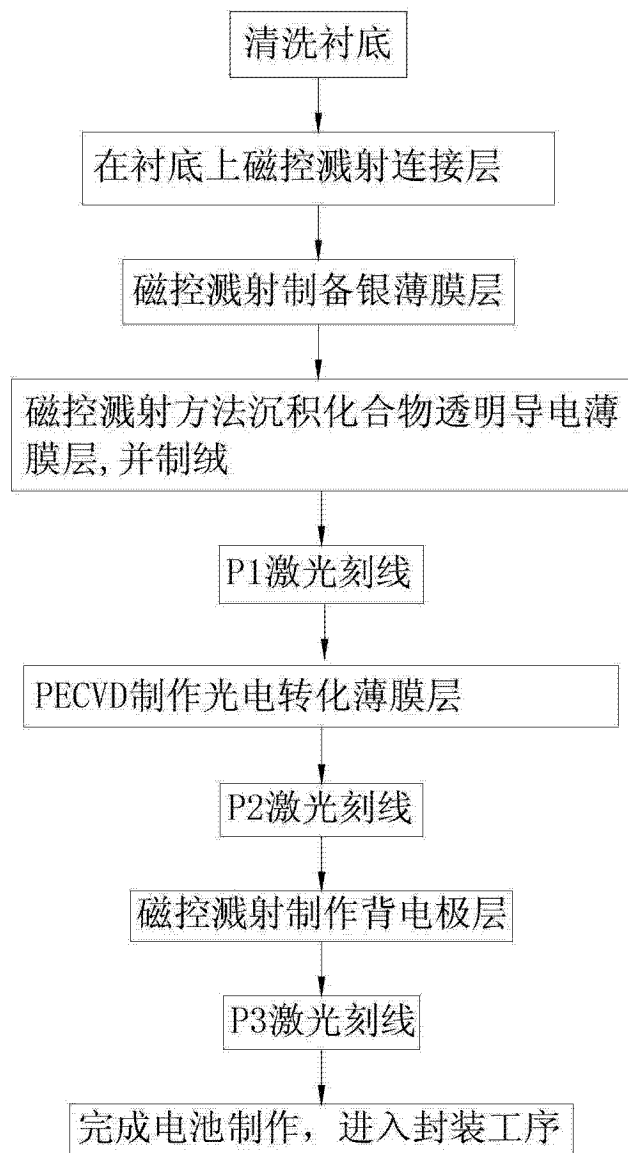 清洗衬底
在衬底上磁控溅射连接层
磁控溅射制备银薄膜层
磁控溅射方法沉积化合物透明导电薄
膜层,并制绒
P1激光刻线
PECVD制作光电转化薄膜层
P2激光刻线
磁控溅射制作背电极层
P3激光刻线
完成电池制作，进入封装工序